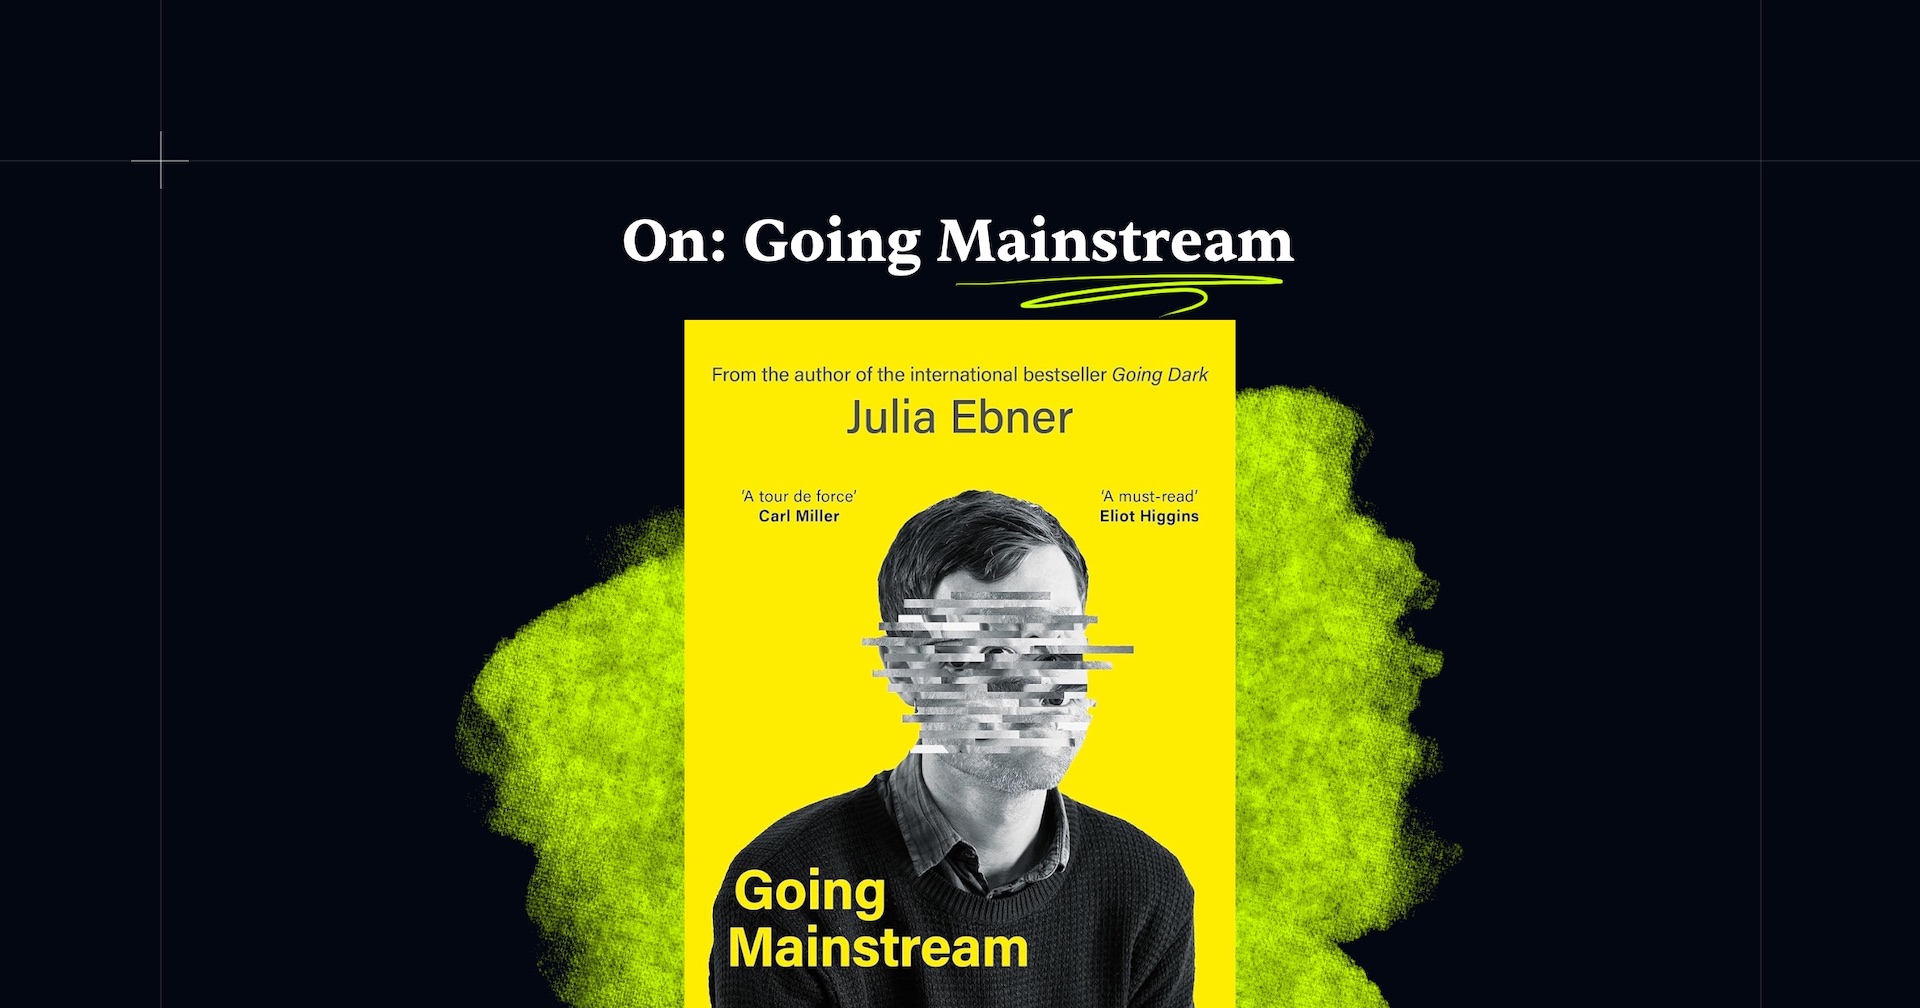 On: Going Mainstream
From the author of the international bestseller Going Dark
Julia Ebner
'A tour de force'
Carl Miller
'A must-read'
Eliot Higgins
Going
Mainstream